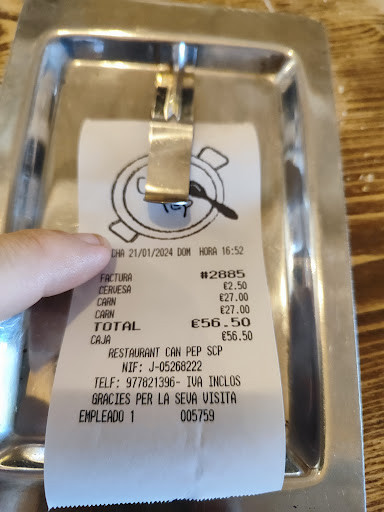 Pep
CHA 21/01/2024 DOM HORA 16:52
FACTURA #2885
CERVESA €2.50
CARN €27.00
CARN €27.00
TOTAL €56.50
CAJA €56.50
RESTAURANT CAN PEP SCP
NIF: J-05268222
TELF: 977821396- IVA INCLOS
GRACIES PER LA SEVA VISITA
EMPLEADO 1 005759